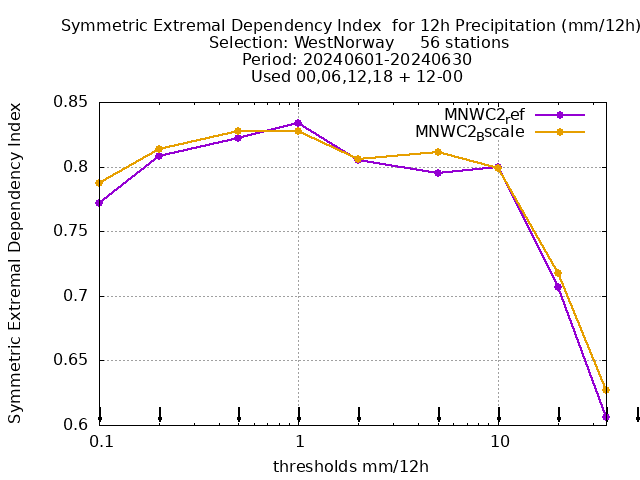 Symmetric Extremal Dependency Index  for 12h Precipitation (mm/12h)
Selection: WestNorway     56 stations
Period: 20240601-20240630
Used 00,06,12,18 + 12-00
MNWC2ref
MNWC2Bscale
Symmetric Extremal Dependency Index
0.85
0.8
0.75
0.7
0.65
0.6
0.1 1 10
thresholds mm/12h